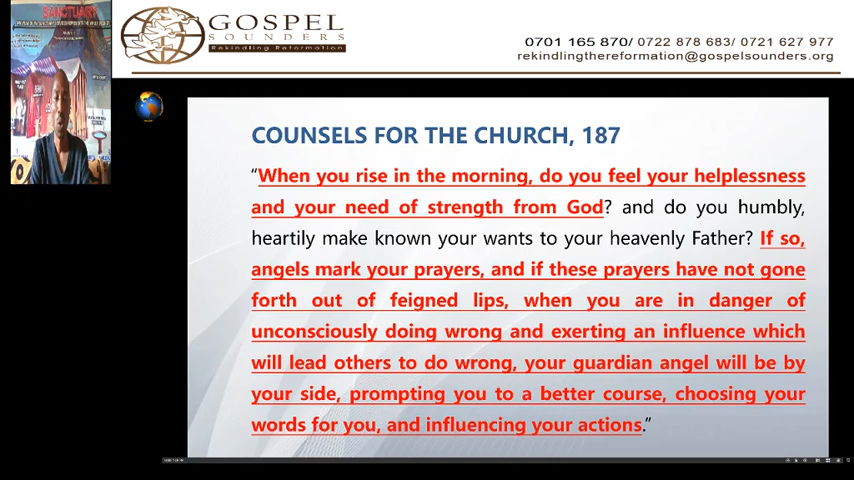 SANCTUARY
GOSPEL
SOUNDERS
Rekindling Reformation
0701 165 870/ 0722 878 683/ 0721 627 977
rekindlingthereformation@gospelsounders.org
COUNSELS FOR THE CHURCH, 187
“When you rise in the morning, do you feel your helplessness
and your need of strength from God? and do you humbly,
heartily make known your wants to your heavenly Father? If so,
angels mark your prayers, and if these prayers have not gone
forth out of feigned lips, when you are in danger of
unconsciously doing wrong and exerting an influence which
will lead others to do wrong, your guardian angel will be by
your side, prompting you to a better course, choosing your
words for you, and influencing your actions.”